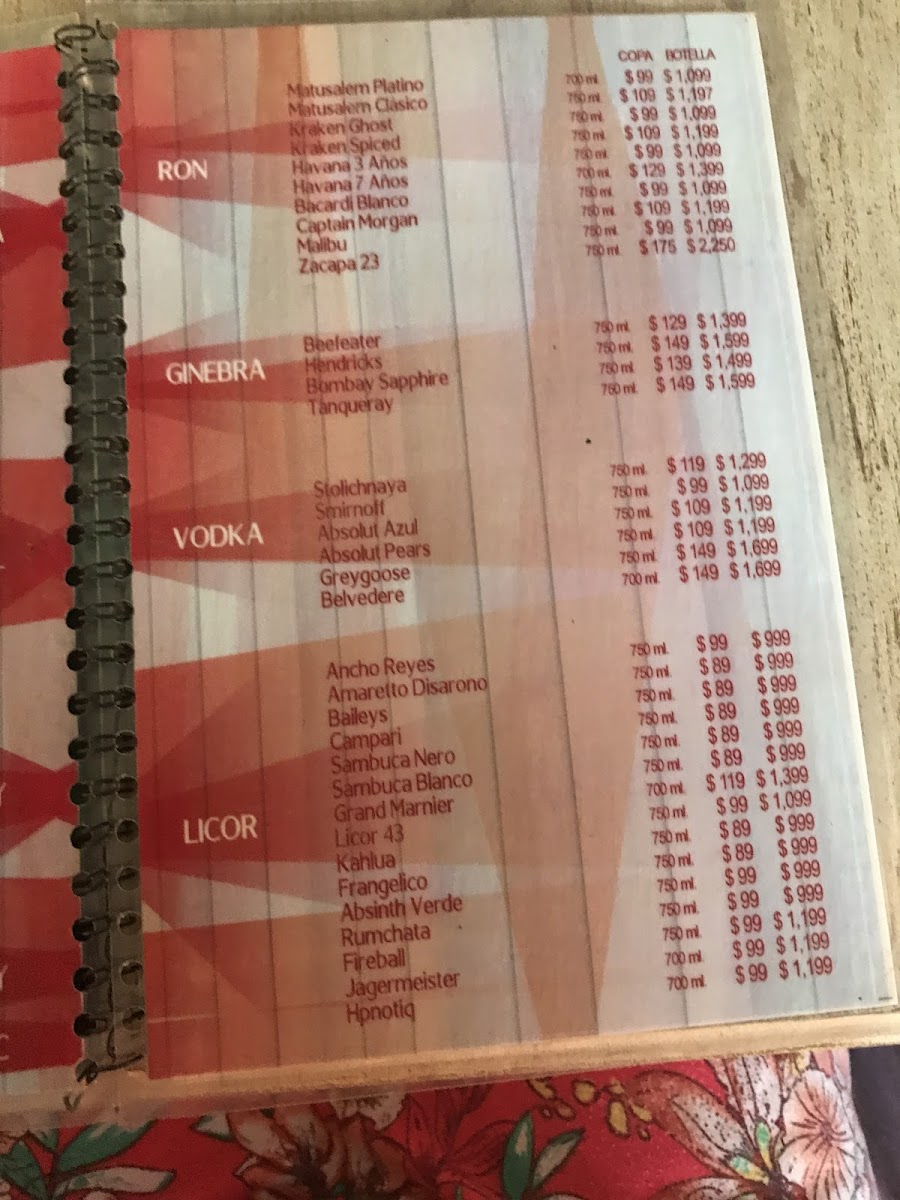 COPA BOTELLA
RON
Matusalem Platino 700 ml. $ 99 $ 1,099
Matusalem Clásico 750 ml. $ 109 $ 1,197
Kraken Ghost 750 ml. $ 99 $ 1,099
Kraken Spiced 750 ml. $ 109 $ 1,199
Havana 3 Años 750 ml. $ 99 $ 1,099
Havana 7 Años 700 ml. $ 129 $ 1,399
Bacardi Blanco 750 ml. $ 99 $ 1,099
Captain Morgan 750 ml. $ 109 $ 1,199
Malibu 750 ml. $ 99 $ 1,099
Zacapa 23 750 ml. $ 175 $ 2,250
GINEBRA
Beefeater 750 ml. $ 129 $ 1,399
Hendricks 750 ml. $ 149 $ 1,599
Bombay Sapphire 750 ml. $ 139 $ 1,499
Tanqueray 750 ml. $ 149 $ 1,599
VODKA
Stolichnaya 750 ml. $ 119 $ 1,299
Smirnoff 750 ml. $ 99 $ 1,099
Absolut Azul 750 ml. $ 109 $ 1,199
Absolut Pears 750 ml. $ 109 $ 1,199
Greygoose 750 ml. $ 149 $ 1,699
Belvedere 700 ml. $ 149 $ 1,699
LICOR
Ancho Reyes 750 ml. $ 99 $ 999
Amaretto Disarono 750 ml. $ 89 $ 999
Baileys 750 ml. $ 89 $ 999
Campari 750 ml. $ 89 $ 999
Sambuca Nero 750 ml. $ 89 $ 999
Sambuca Blanco 750 ml. $ 89 $ 999
Grand Marnier 700 ml. $ 119 $ 1,399
Licor 43 750 ml. $ 99 $ 1,099
Kahlua 750 ml. $ 89 $ 999
Frangelico 750 ml. $ 89 $ 999
Absinth Verde 750 ml. $ 99 $ 999
Rumchata 750 ml. $ 99 $ 999
Fireball 750 ml. $ 99 $ 1,199
Jagermeister 700 ml. $ 99 $ 1,199
Hpnotiq 700 ml. $ 99 $ 1,199